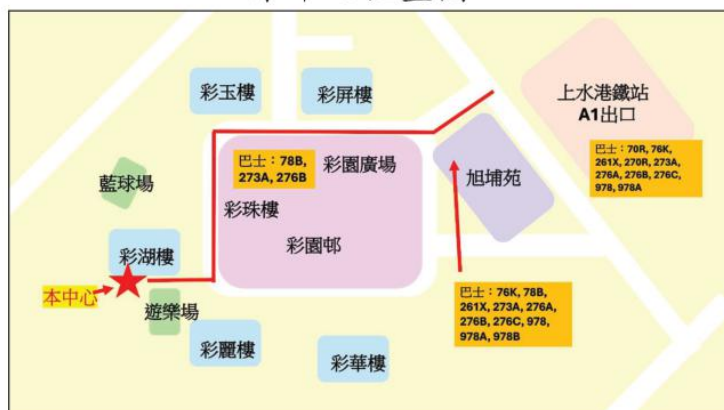 彩玉樓
彩屏樓
上水港鐵站
A1出口
巴士：70R, 76K,
261X, 270R, 273A,
276A, 276B, 276C,
978, 978A
巴士：78B,
273A, 276B
彩園廣場
旭埔苑
籃球場
彩珠樓
彩園邨
彩湖樓
本中心
遊樂場
巴士：76K, 78B,
261X, 273A, 276A,
276B, 276C, 978,
978A, 978B
彩麗樓
彩華樓